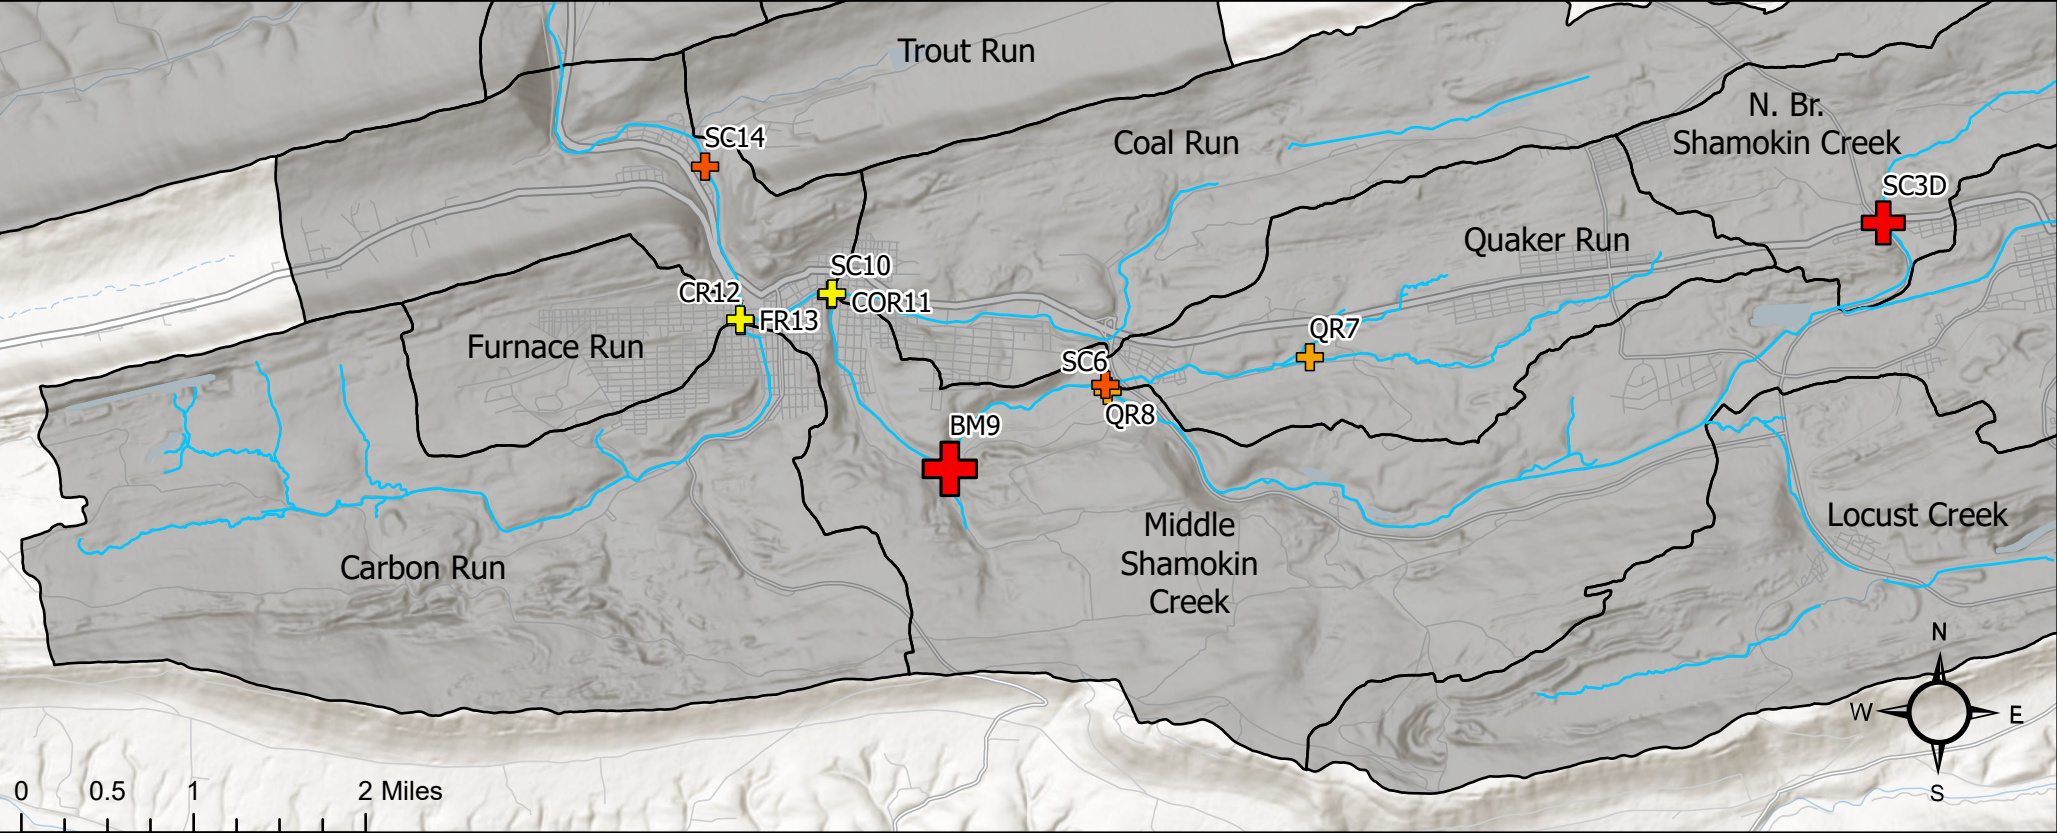 Trout Run
N. Br.
Shamokin Creek
SC14
Coal Run
SC3D
Quaker Run
SC10
CR12
COR11
FR13
QR7
Furnace Run
SC6
QR8
BM9
Middle
Shamokin
Creek
Locust Creek
Carbon Run
N
W
E
S
0 0.5 1 2 Miles